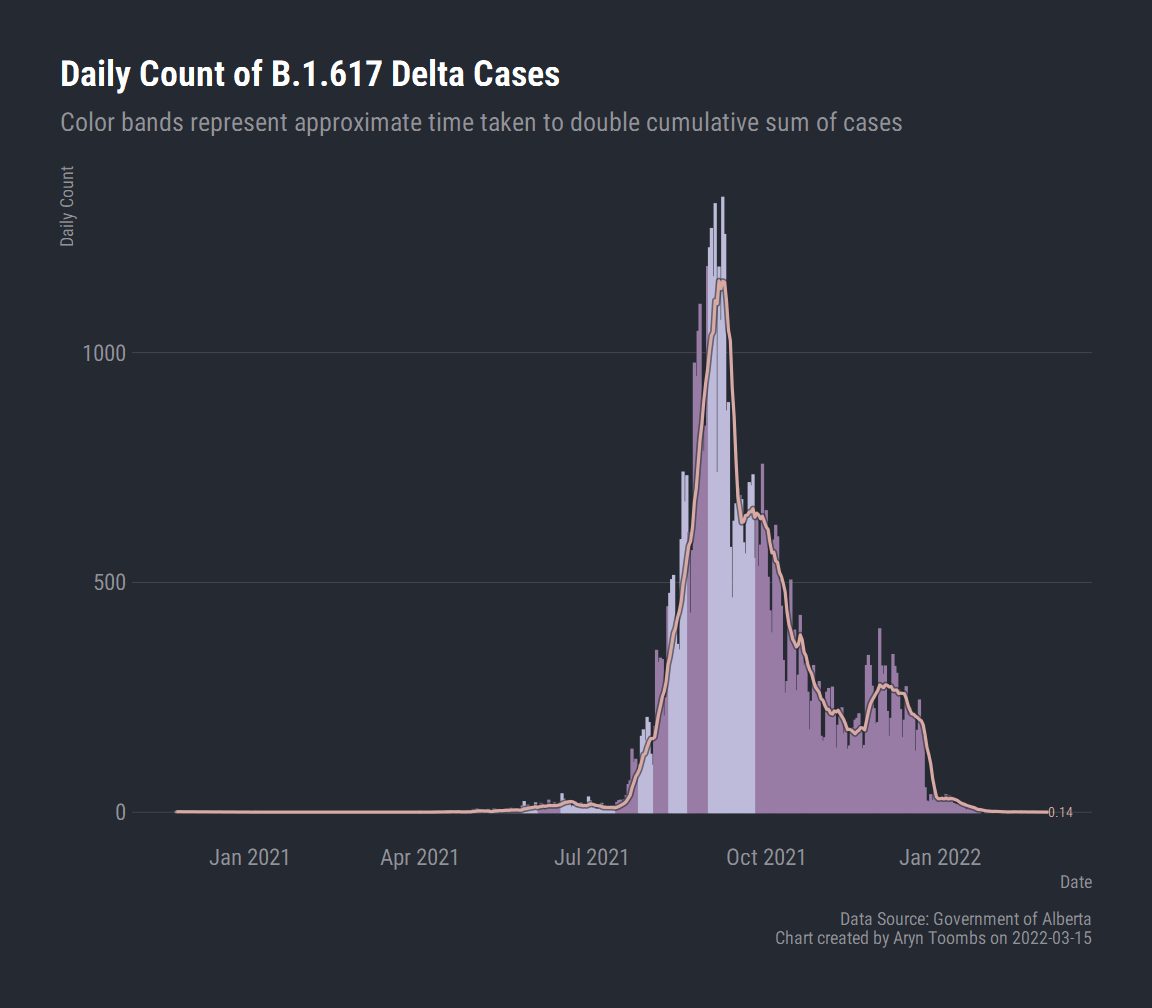 Daily Count of B.1.617 Delta Cases
Color bands represent approximate time taken to double cumulative sum of cases
Daily Count
1000
500
0
0.14
Jan 2021 Apr 2021 Jul 2021 Oct 2021 Jan 2022
Date
Data Source: Government of Alberta
Chart created by Aryn Toombs on 2022-03-15